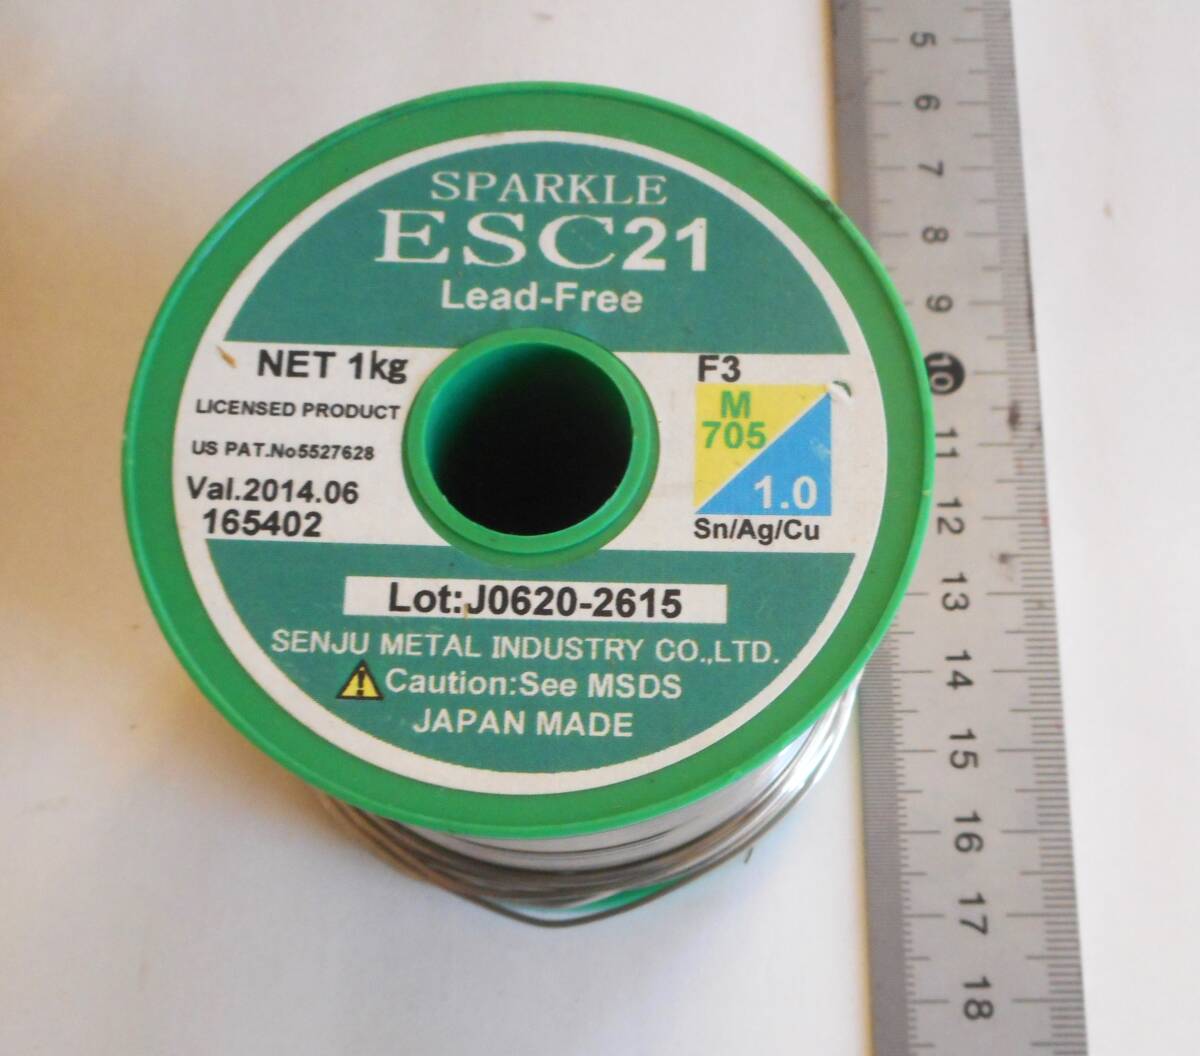 SPARKLE
ESC21
Lead-Free
NET 1kg
LICENSED PRODUCT
US PAT.No5527628
Val.2014.06
165402
F3
M
705
1.0
Sn/Ag/Cu
Lot:J0620-2615
SENJU METAL INDUSTRY CO.,LTD.
Caution:See MSDS
JAPAN MADE
5
6
7
8
9
10
11
12
13
14
15
16
17
18